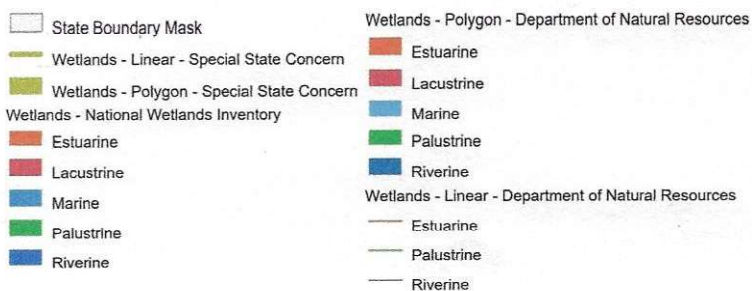 State Boundary Mask
Wetlands - Linear - Special State Concern
Wetlands - Polygon - Special State Concern
Wetlands - National Wetlands Inventory
Estuarine
Lacustrine
Marine
Palustrine
Riverine
Wetlands - Polygon - Department of Natural Resources
Estuarine
Lacustrine
Marine
Palustrine
Riverine
Wetlands - Linear - Department of Natural Resources
Estuarine
Palustrine
Riverine